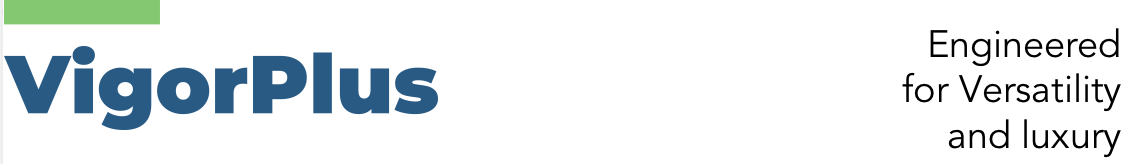 VigorPlus
Engineered
for Versatility
and luxury